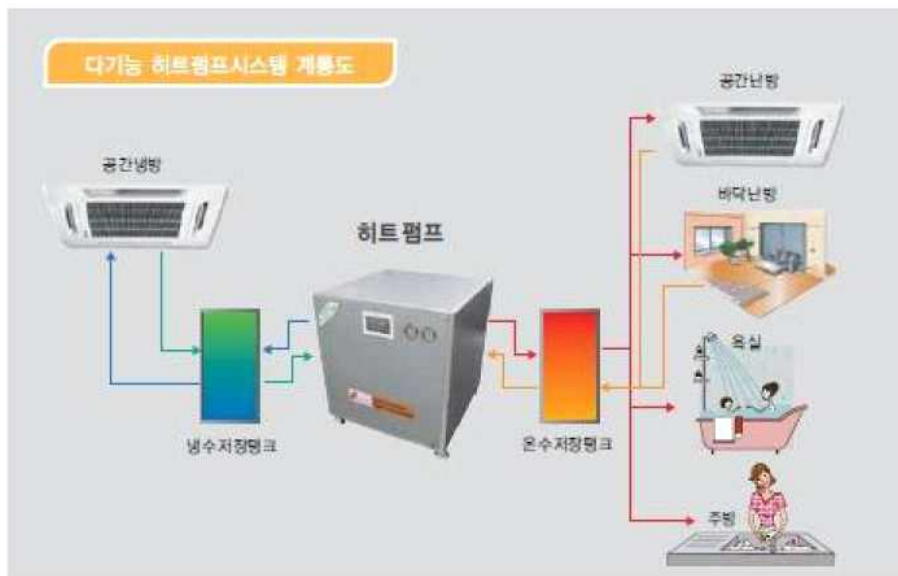 다기능 히트펌프시스템 계통도
공간난방
공간냉방
바닥난방
히트펌프
욕실
냉수저장탱크
온수저장탱크
주방